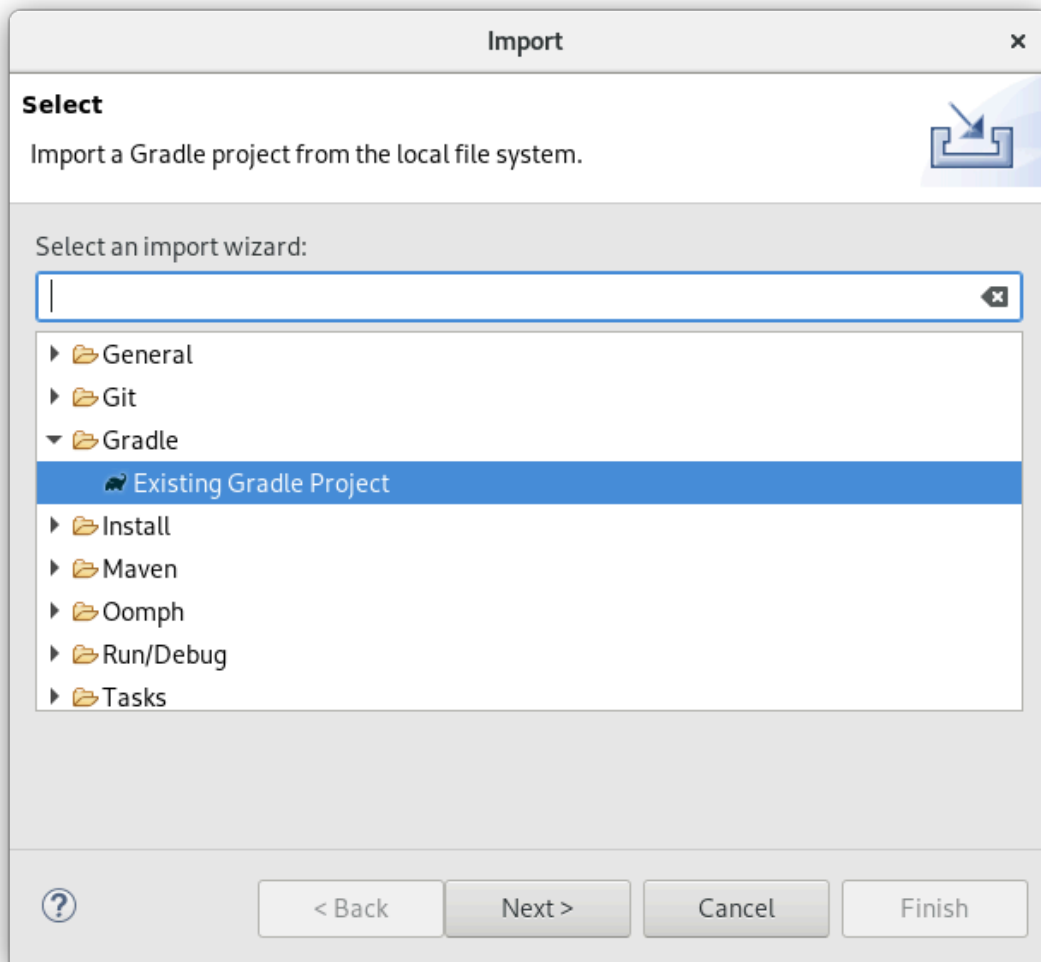 Import
Select
Import a Gradle project from the local file system.
Select an import wizard:
General
Git
Gradle
Existing Gradle Project
Install
Maven
Oomph
Run/Debug
Tasks
?
< Back
Next >
Cancel
Finish